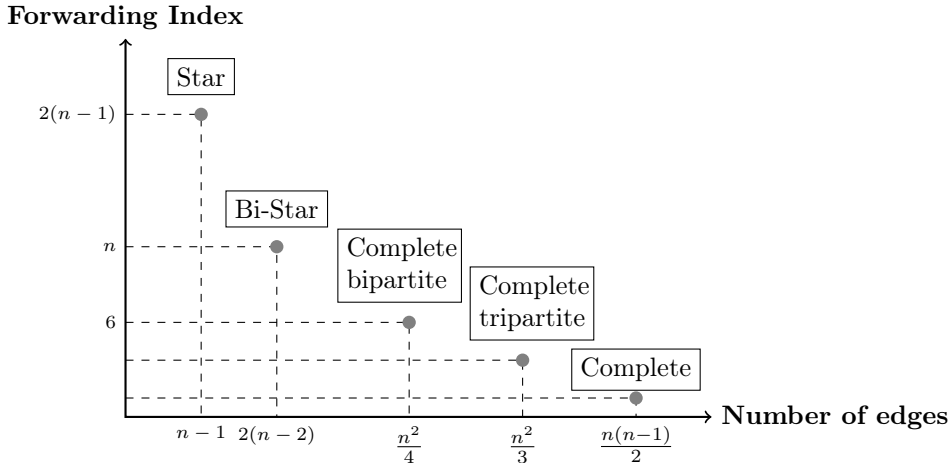 Forwarding Index
Star
2(n − 1)
Bi-Star
n
Complete
bipartite
Complete
tripartite
6
Complete
Number of edges
n − 1
2(n − 2)
n²/4
n²/3
n(n−1)/2